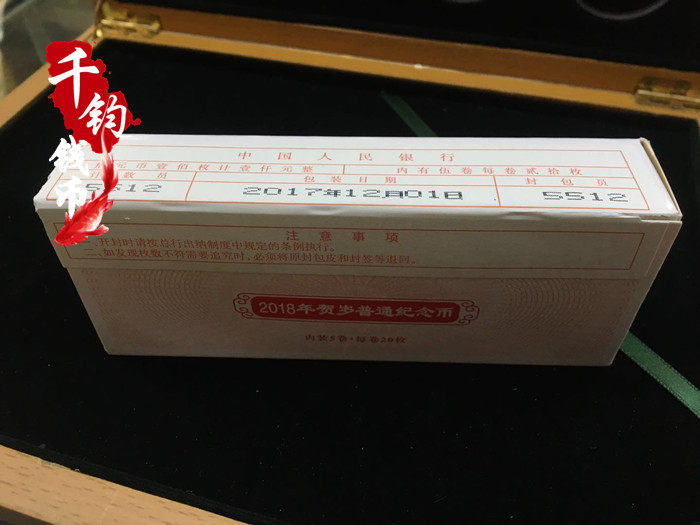 千钧钱币
中国人民银行
元币壹佰枚计壹仟元整 内有伍卷每卷贰拾枚
数员 包装日期 封包员
5512 2017年12月01日 5512
注意事项
一、开封时请按总行出纳制度中规定的条例执行。
二、如发现枚数不符需要追究时,必须将原封包皮和封签等退回。
2018年贺岁普通纪念币
内装5卷·每卷20枚